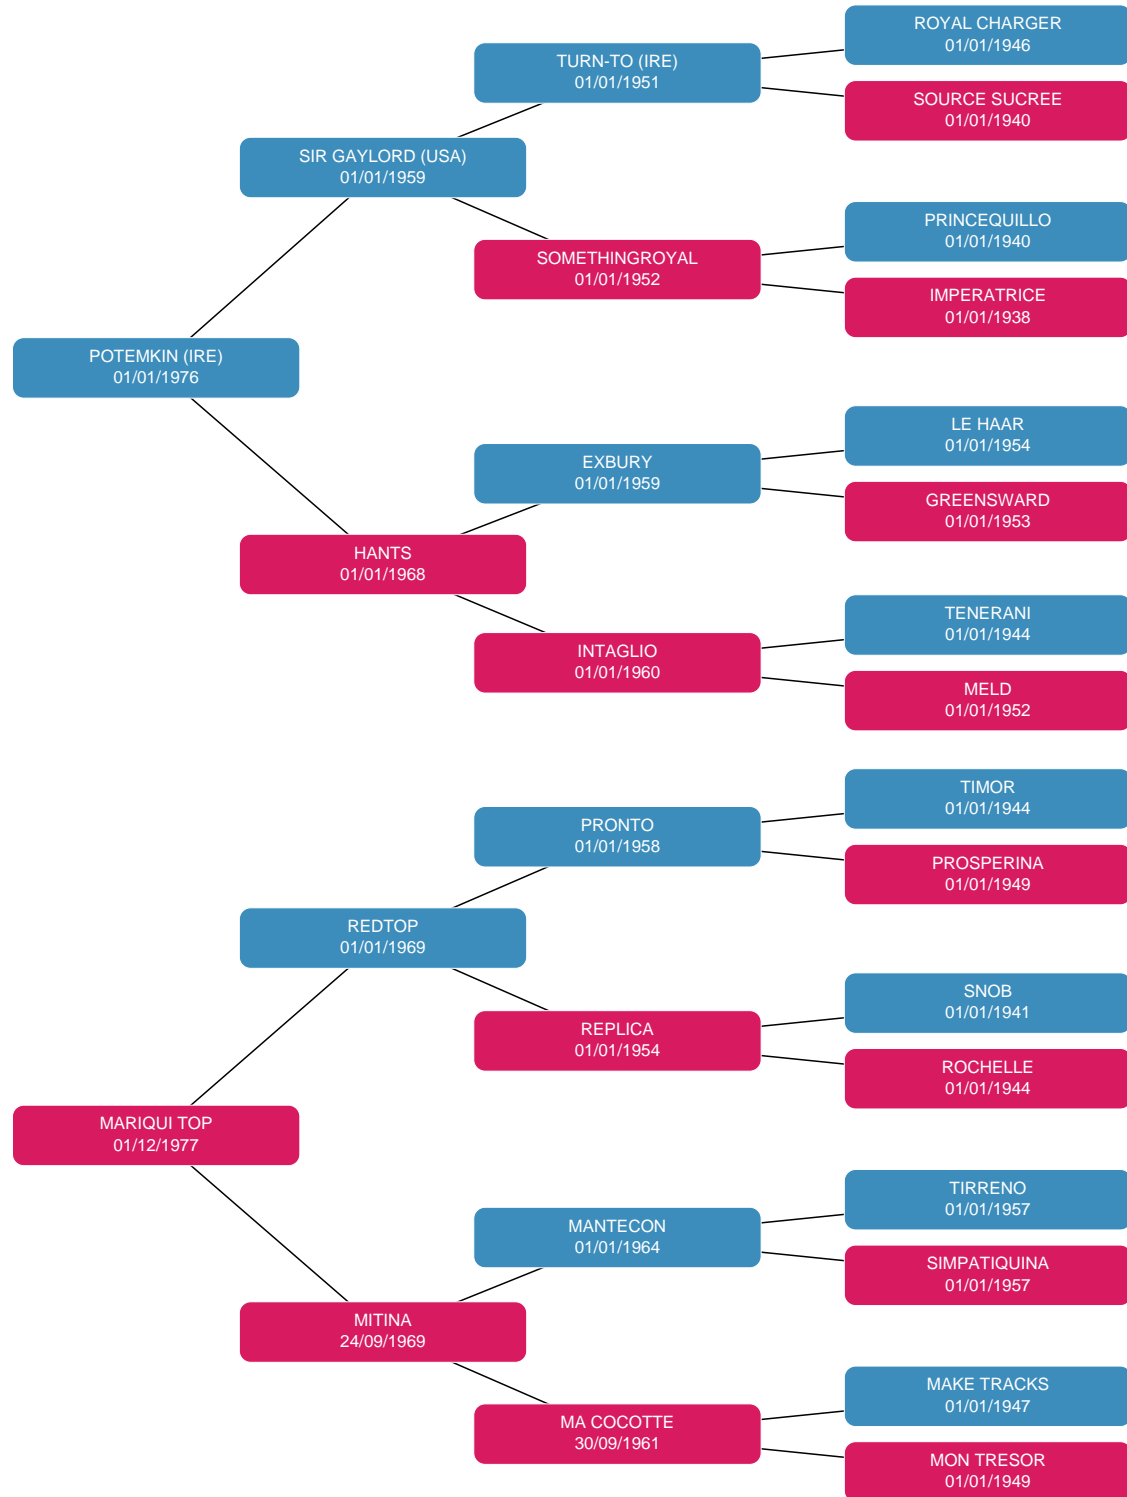 ROYAL CHARGER
01/01/1946
TURN-TO (IRE)
01/01/1951
SOURCE SUCREE
01/01/1940
SIR GAYLORD (USA)
01/01/1959
PRINCEQUILLO
01/01/1940
SOMETHINGROYAL
01/01/1952
IMPERATRICE
01/01/1938
POTEMKIN (IRE)
01/01/1976
LE HAAR
01/01/1954
EXBURY
01/01/1959
GREENSWARD
01/01/1953
HANTS
01/01/1968
TENERANI
01/01/1944
INTAGLIO
01/01/1960
MELD
01/01/1952
TIMOR
01/01/1944
PRONTO
01/01/1958
PROSPERINA
01/01/1949
REDTOP
01/01/1969
SNOB
01/01/1941
REPLICA
01/01/1954
ROCHELLE
01/01/1944
MARIQUI TOP
01/12/1977
TIRRENO
01/01/1957
MANTECON
01/01/1964
SIMPATIQUINA
01/01/1957
MITINA
24/09/1969
MAKE TRACKS
01/01/1947
MA COCOTTE
30/09/1961
MON TRESOR
01/01/1949